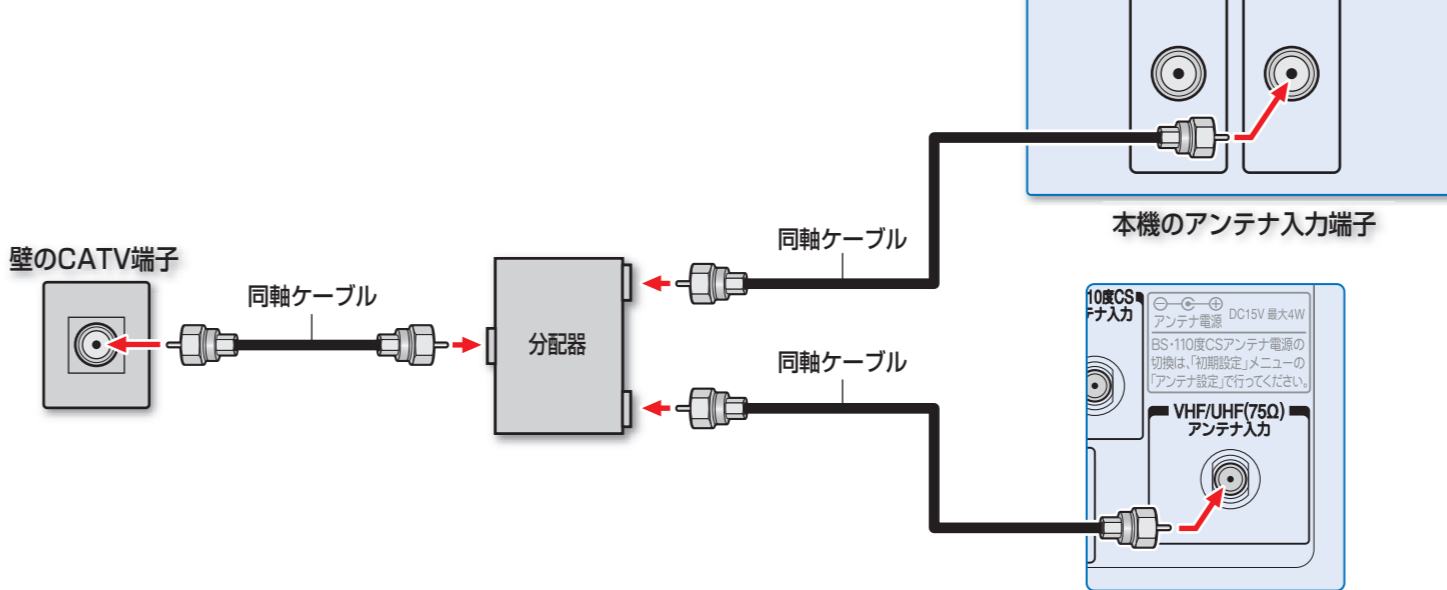 本機のアンテナ入力端子
同軸ケーブル
壁のCATV端子
同軸ケーブル
分配器
同軸ケーブル
10度CS
テナ入力
アンテナ電源 DC15V 最大4W
BS・110度CSアンテナ電源の
切換は、「初期設定」メニューの
「アンテナ設定」で行ってください。
VHF/UHF(75Ω)
アンテナ入力